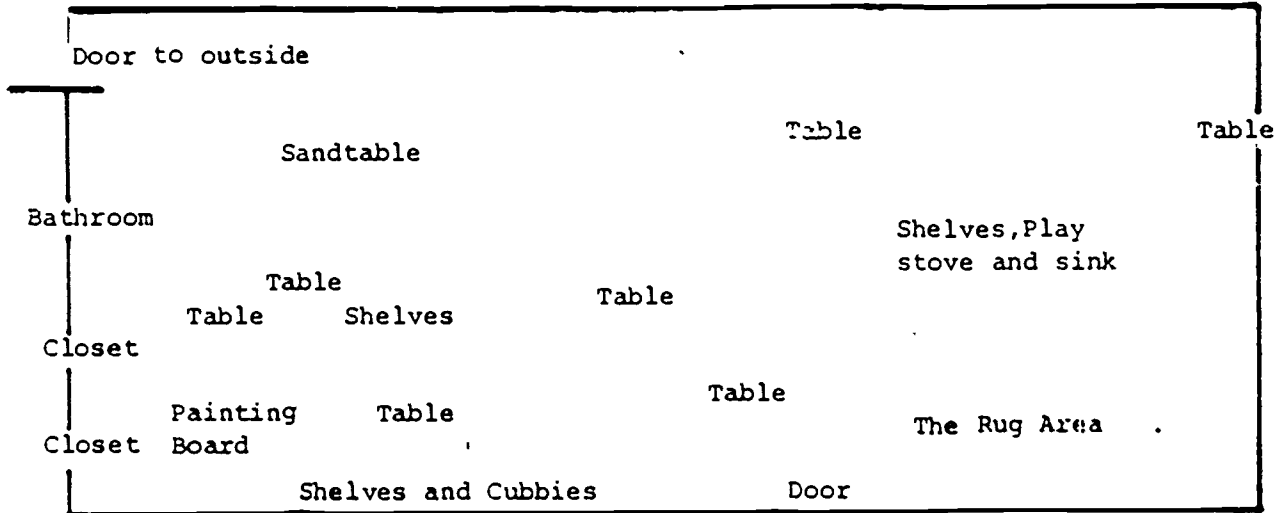 Door to outside
Table Table
Sandtable
Bathroom
Shelves,Play
stove and sink
Table Table
Table Shelves
Closet
Table
Painting Table
The Rug Area
Closet Board
Shelves and Cubbies Door